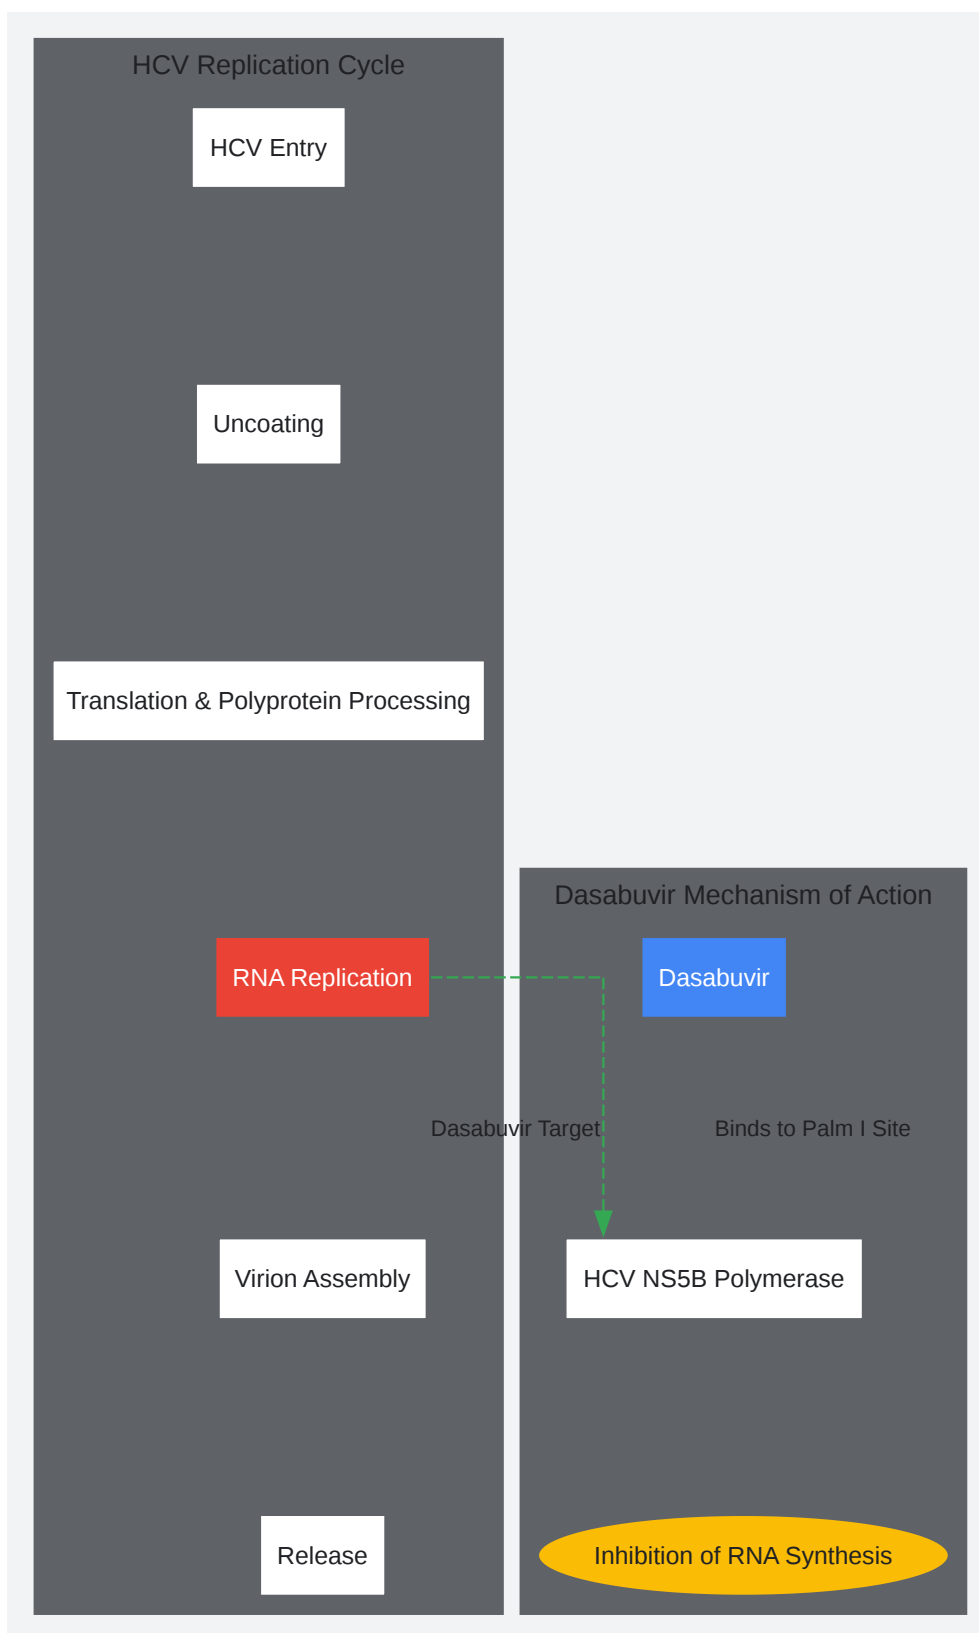 HCV Replication Cycle
HCV Entry
Uncoating
Translation & Polyprotein Processing
Dasabuvir Mechanism of Action
RNA Replication
Dasabuvir
Dasabuvir Target
Binds to Palm I Site
Virion Assembly
HCV NS5B Polymerase
Release
Inhibition of RNA Synthesis